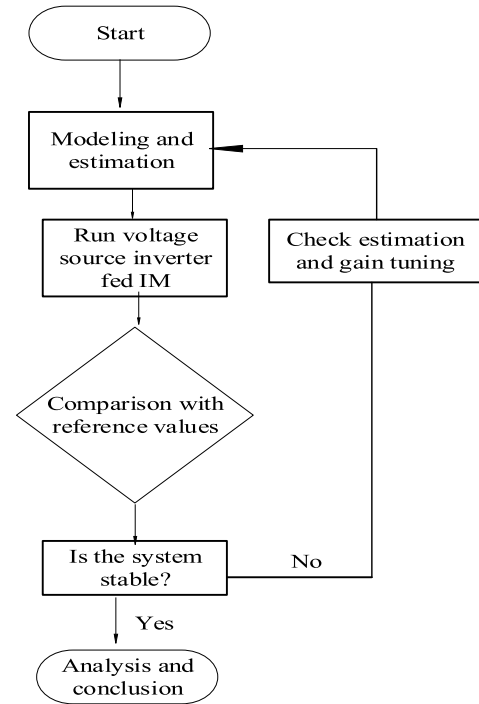 Start
Modeling and
estimation
Run voltage
source inverter
fed IM
Check estimation
and gain tuning
Comparison with
reference values
Is the system
stable?
No
Yes
Analysis and
conclusion